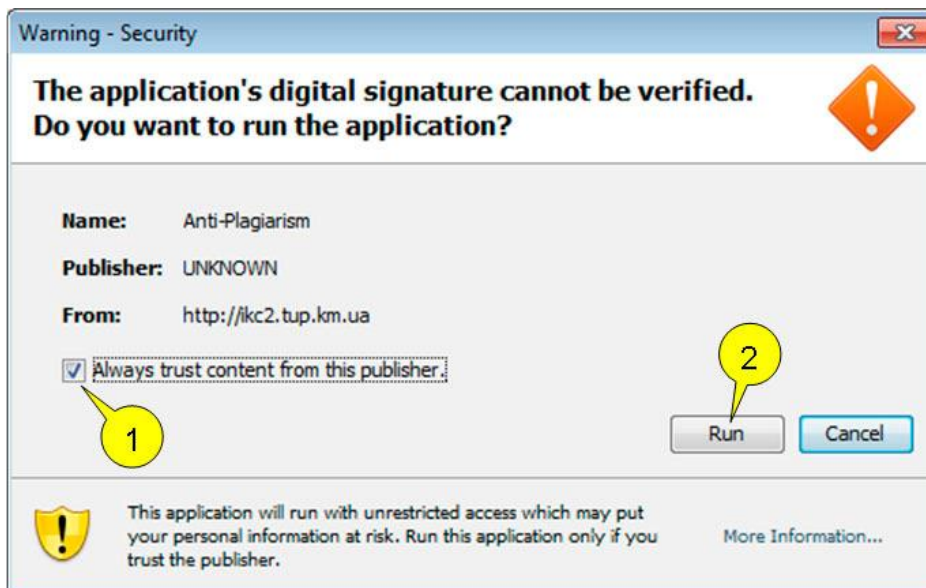 Warning - Security
The application's digital signature cannot be verified.
Do you want to run the application?
Name: Anti-Plagiarism
Publisher: UNKNOWN
From: http://ikc2.tup.km.ua
Always trust content from this publisher.
1
2
Run Cancel
This application will run with unrestricted access which may put
your personal information at risk. Run this application only if you
trust the publisher.
More Information...